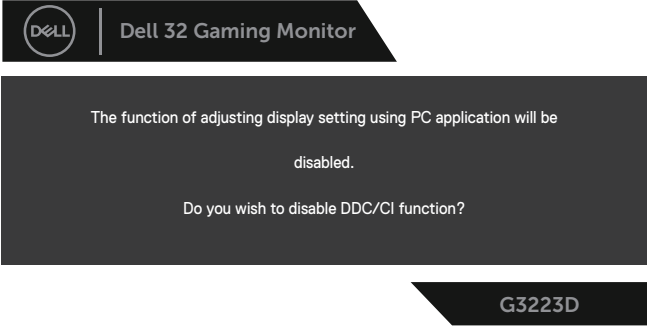 DELL
Dell 32 Gaming Monitor
The function of adjusting display setting using PC application will be
disabled.
Do you wish to disable DDC/CI function?
G3223D